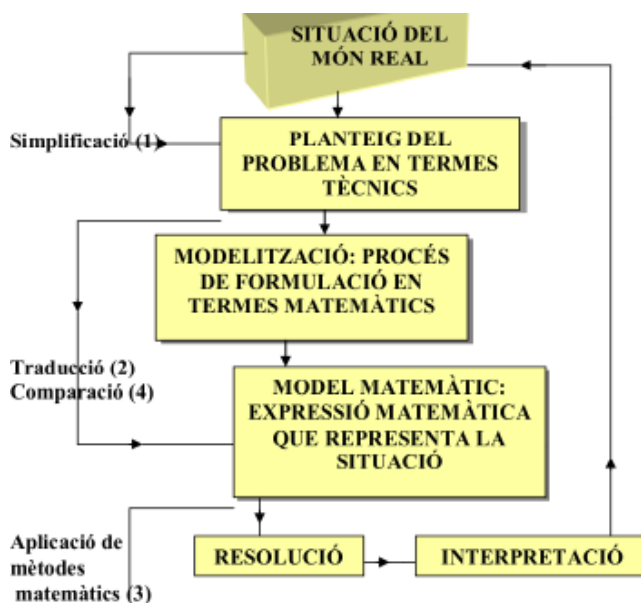 SITUACIÓ DEL
MÓN REAL
Simplificació (1)
PLANTEIG DEL
PROBLEMA EN TERMES
TÈCNICS
MODELITZACIÓ: PROCÉS
DE FORMULACIÓ EN
TERMES MATEMÀTICS
Traducció (2)
Comparació (4)
MODEL MATEMÀTIC:
EXPRESSIÓ MATEMÀTICA
QUE REPRESENTA LA
SITUACIÓ
Aplicació de
mètodes
matemàtics (3)
RESOLUCIÓ
INTERPRETACIÓ